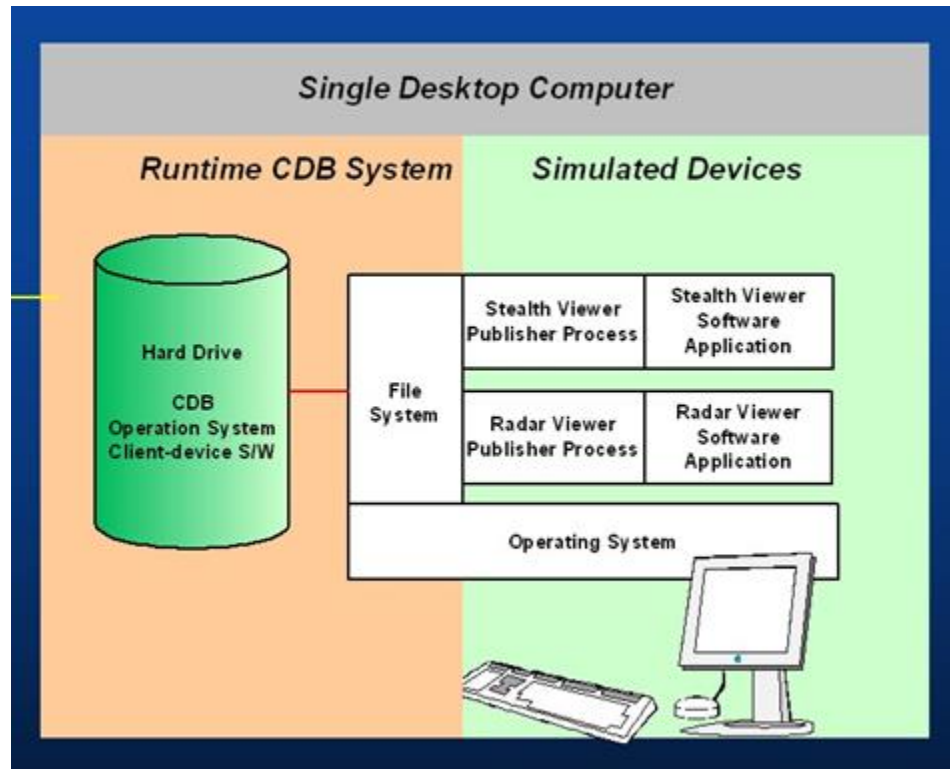 Single Desktop Computer
Runtime CDB System
Simulated Devices
Hard Drive
CDB
Operation System
Client-device S/W
File
System
Stealth Viewer
Publisher Process
Stealth Viewer
Software
Application
Radar Viewer
Publisher Process
Radar Viewer
Software
Application
Operating System